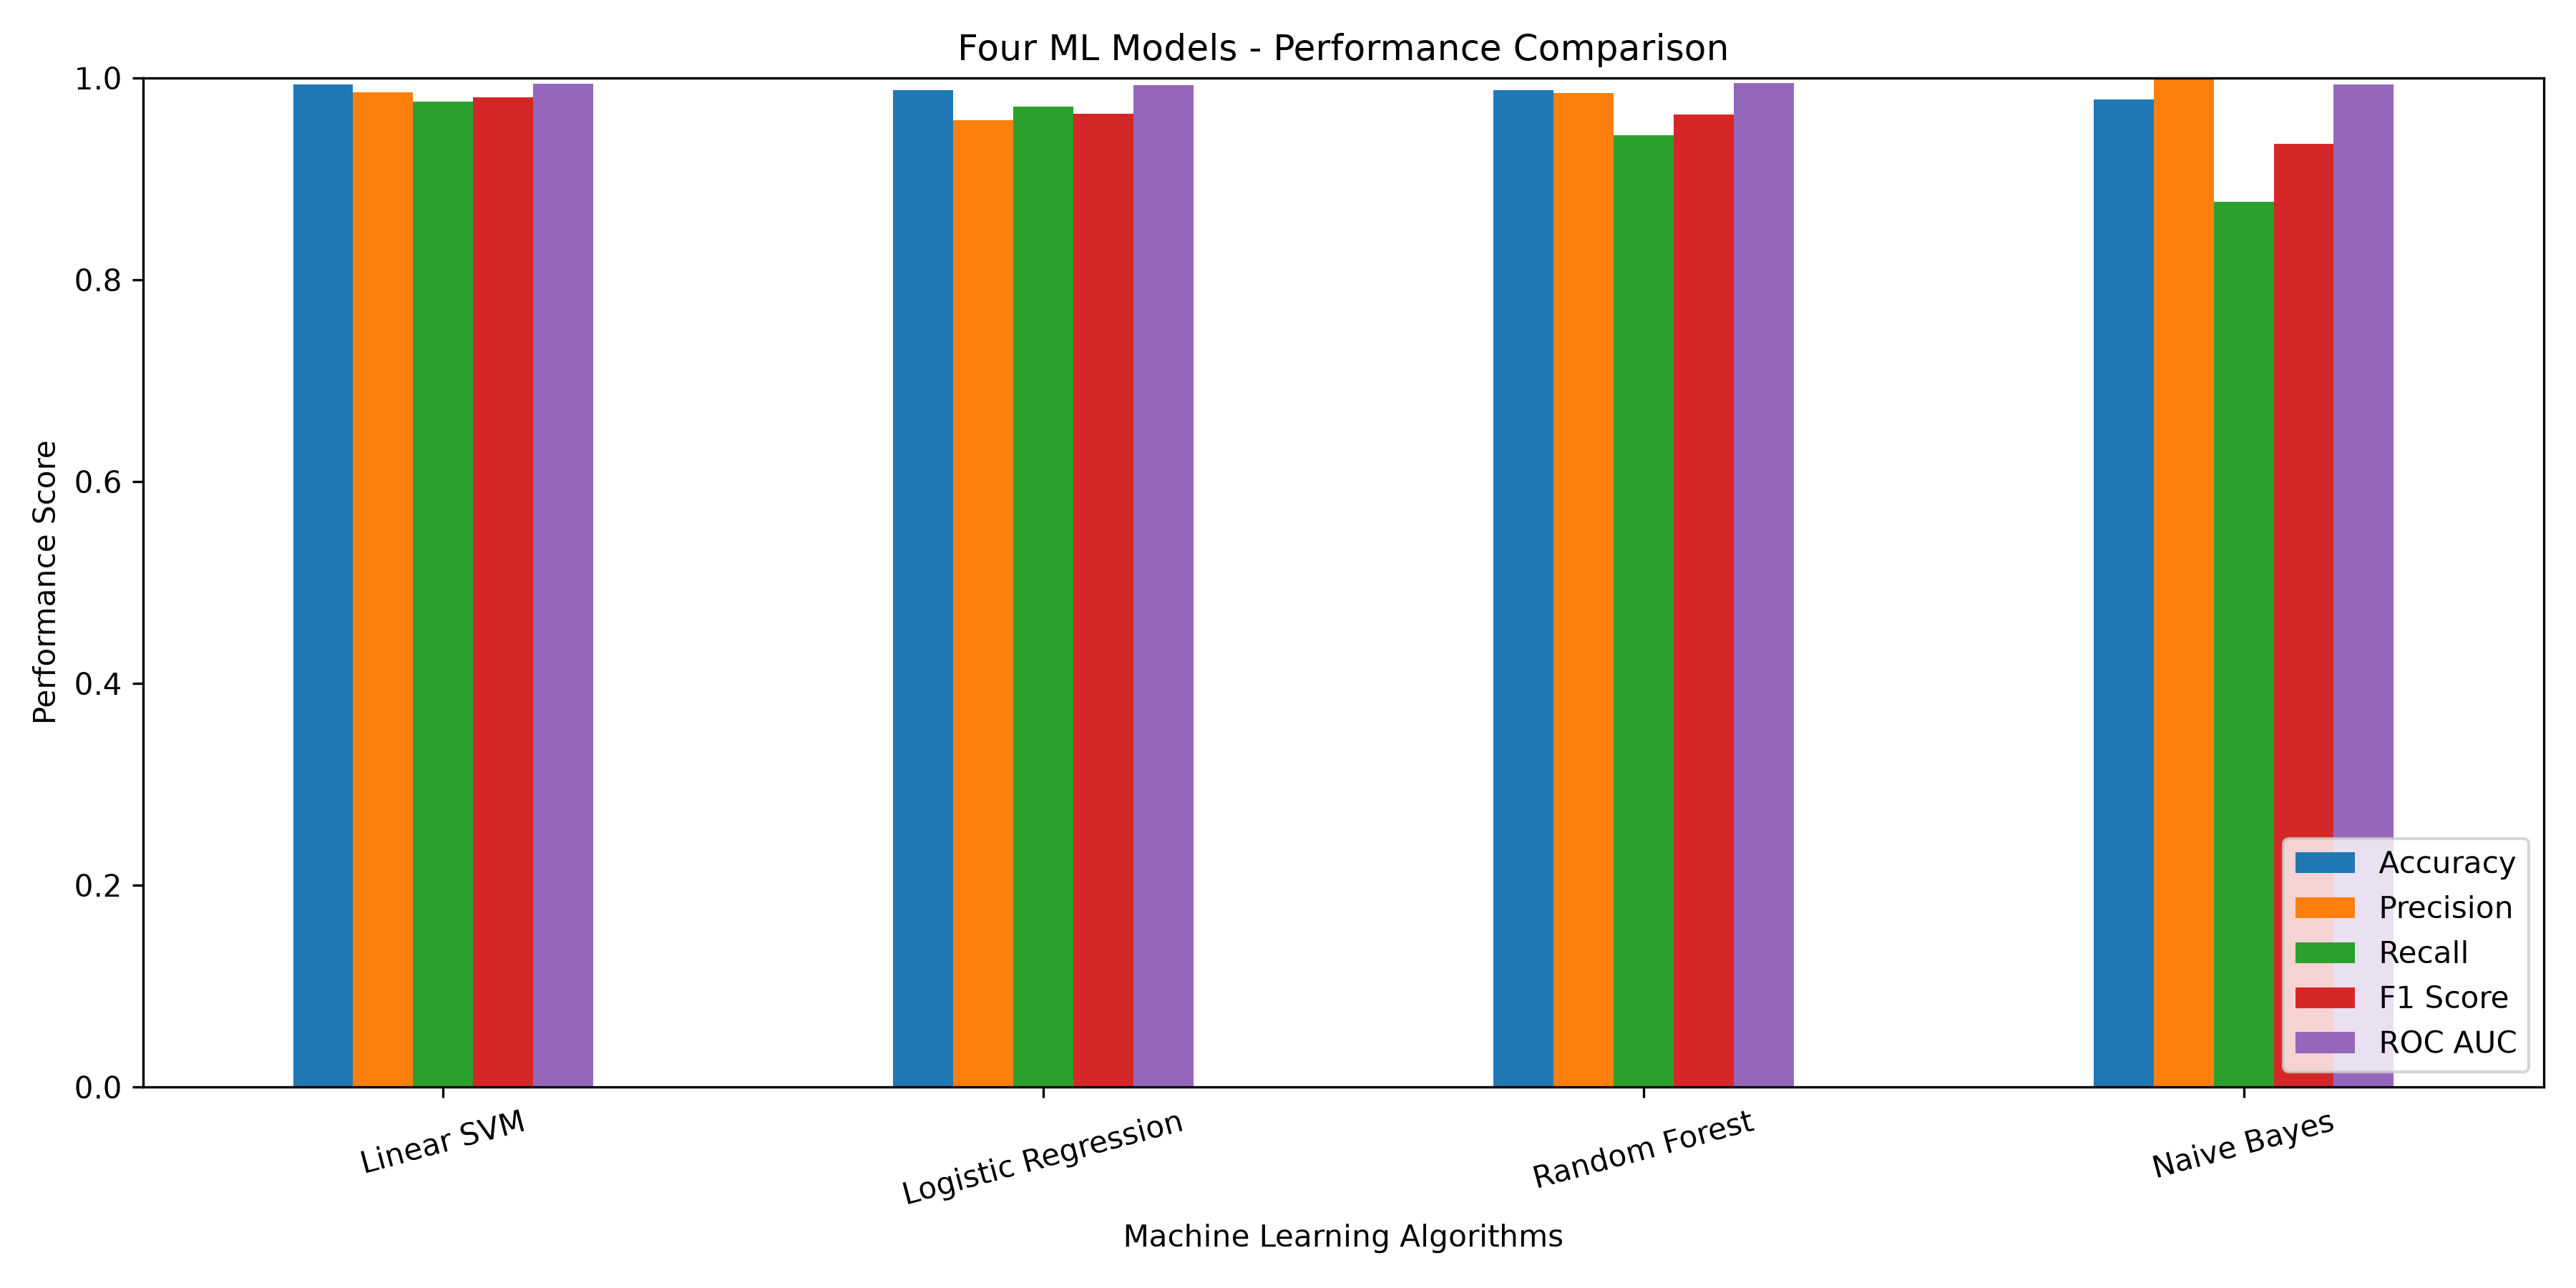 Four ML Models - Performance Comparison
1.0
0.8
0.6
0.4
0.2
0.0
Performance Score
Linear SVM
Logistic Regression
Random Forest
Naive Bayes
Machine Learning Algorithms
Accuracy
Precision
Recall
F1 Score
ROC AUC